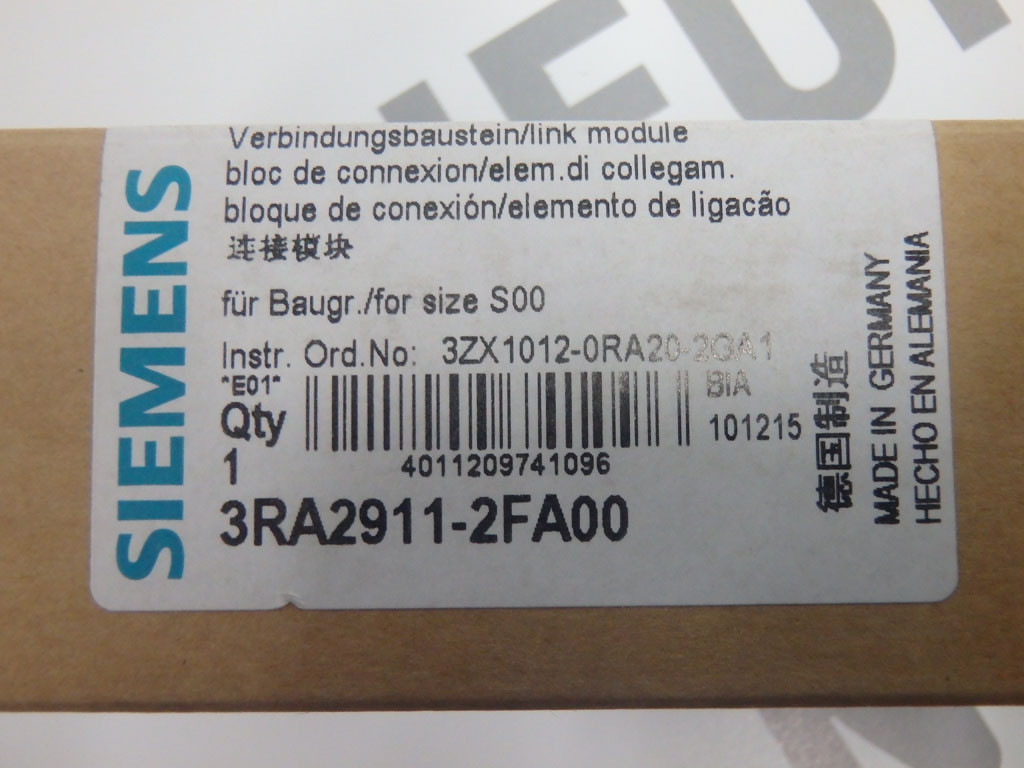 SIEMENS
Verbindungsbaustein/link module
bloc de connexion/elem.di collegam.
bloque de conexión/elemento de ligacão
连接模块
für Baugr./for size S00
Instr. Ord.No: 3ZX1012-0RA20-2GA1
*E01*
BIA
Qty
101215
1
4011209741096
3RA2911-2FA00
德国制造
MADE IN GERMANY
HECHO EN ALEMANIA